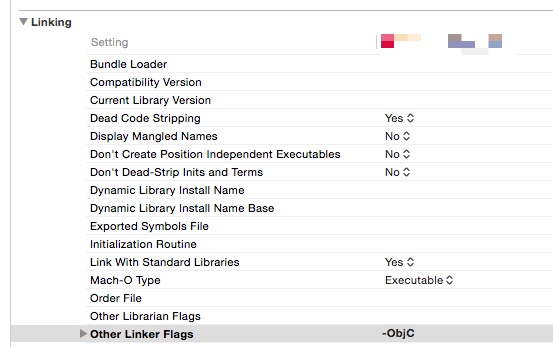 Linking
Setting
Bundle Loader
Compatibility Version
Current Library Version
Dead Code Stripping Yes
Display Mangled Names No
Don't Create Position Independent Executables No
Don't Dead-Strip Inits and Terms No
Dynamic Library Install Name
Dynamic Library Install Name Base
Exported Symbols File
Initialization Routine
Link With Standard Libraries Yes
Mach-O Type Executable
Order File
Other Librarian Flags
Other Linker Flags -ObjC